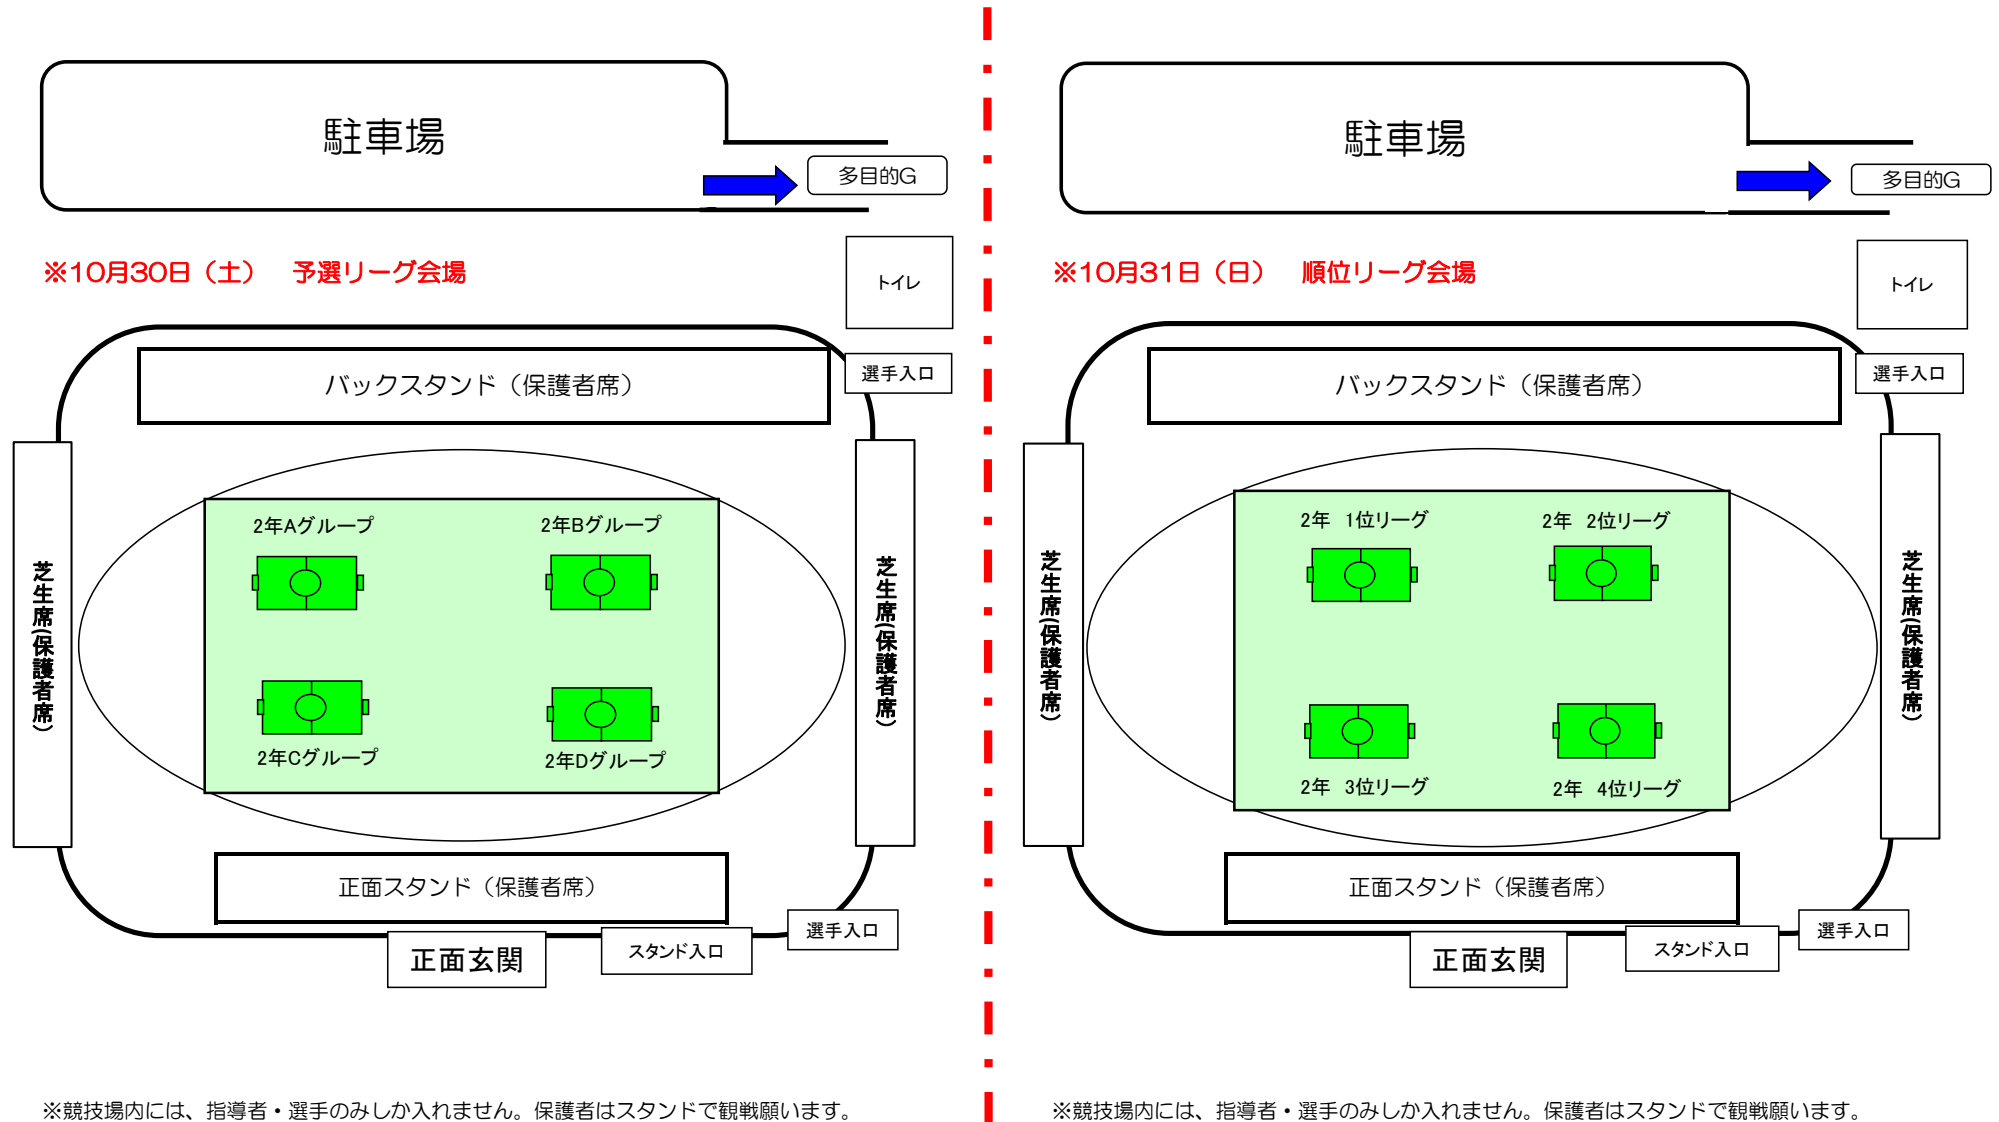 駐車場
多目的G
※10月30日（土）　予選リーグ会場
トイレ
バックスタンド（保護者席）
選手入口
芝生席(保護者席)
2年Aグループ
2年Bグループ
2年Cグループ
2年Dグループ
芝生席(保護者席)
正面スタンド（保護者席）
正面玄関
スタンド入口
選手入口
※競技場内には、指導者・選手のみしか入れません。保護者はスタンドで観戦願います。
駐車場
多目的G
※10月31日（日）　順位リーグ会場
トイレ
バックスタンド（保護者席）
選手入口
芝生席(保護者席)
2年　1位リーグ
2年　2位リーグ
2年　3位リーグ
2年　4位リーグ
芝生席(保護者席)
正面スタンド（保護者席）
正面玄関
スタンド入口
選手入口
※競技場内には、指導者・選手のみしか入れません。保護者はスタンドで観戦願います。